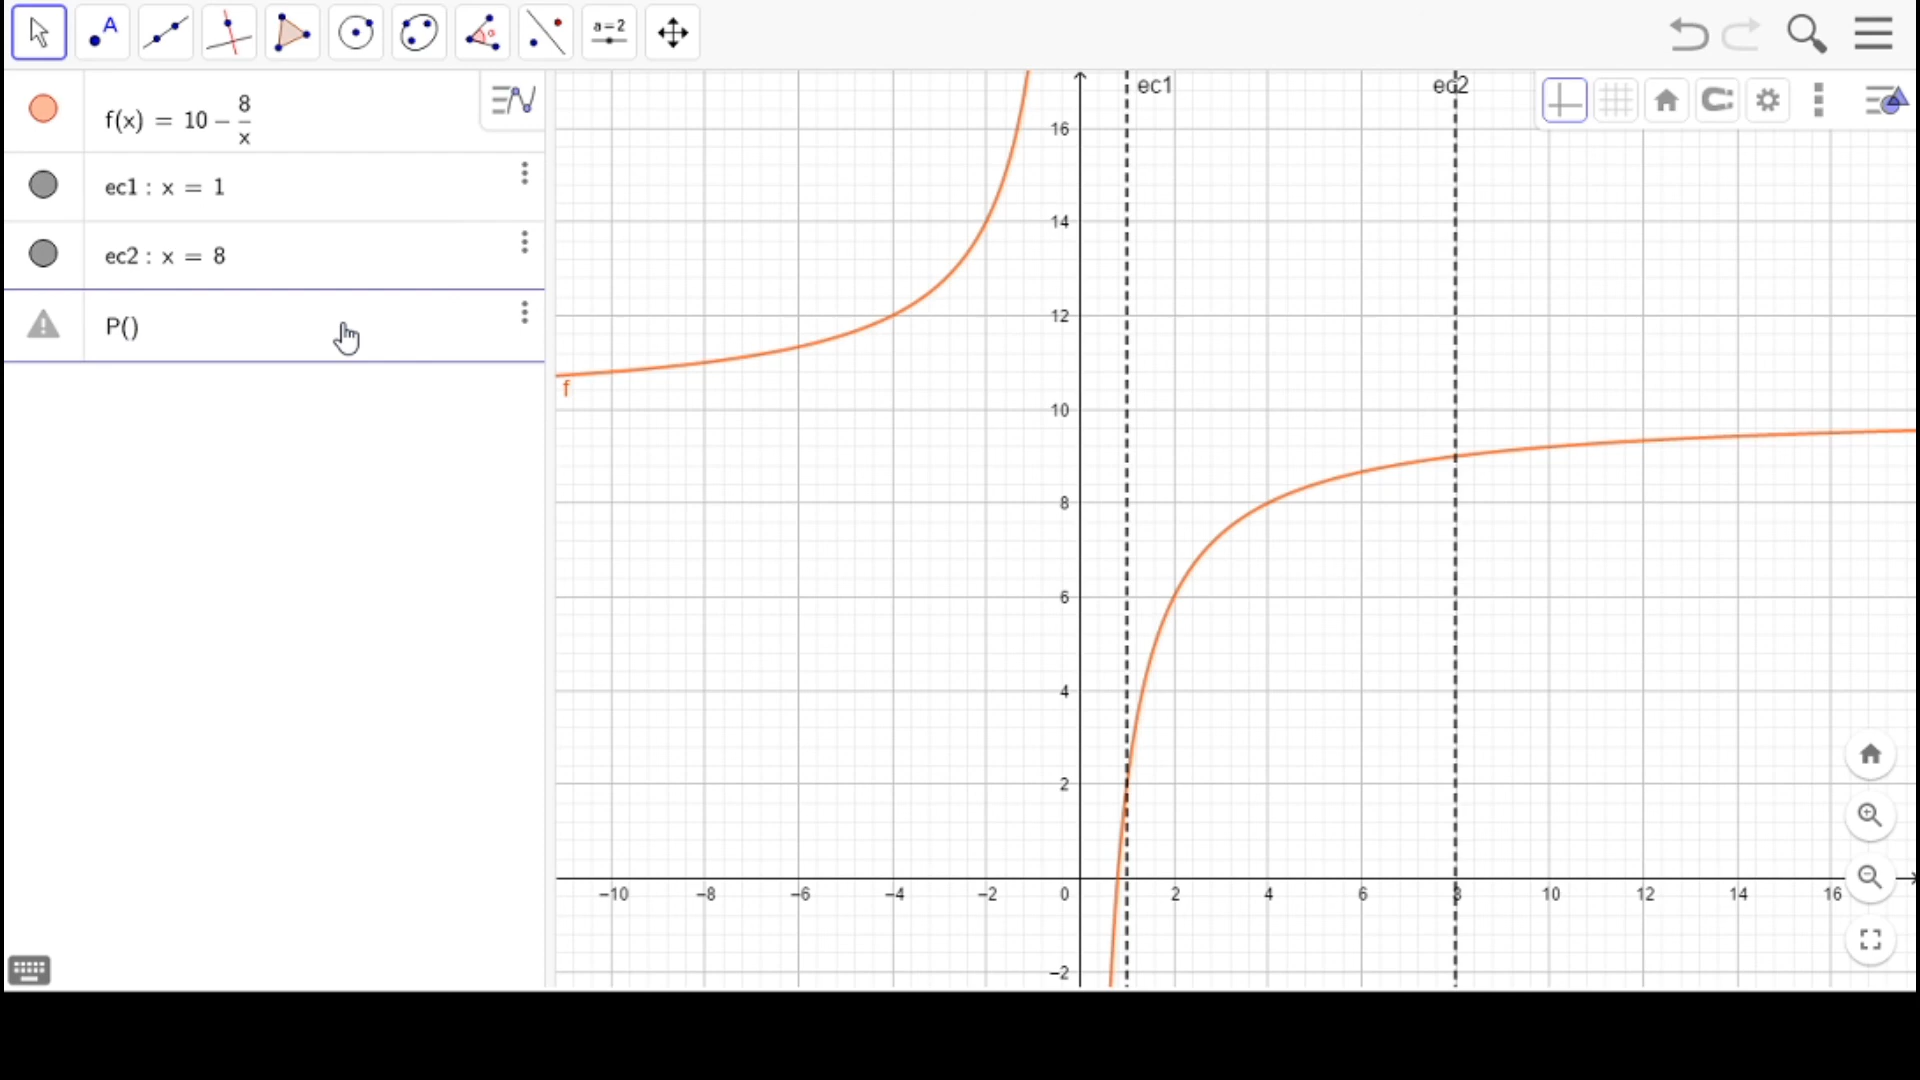 A
a=2
f(x) = 10 − 8/x
ec1 : x = 1
ec2 : x = 8
P()
ec1
ec2
f
16
14
12
10
8
6
4
2
−2
−10 −8 −6 −4 −2 0 2 4 6 8 10 12 14 16